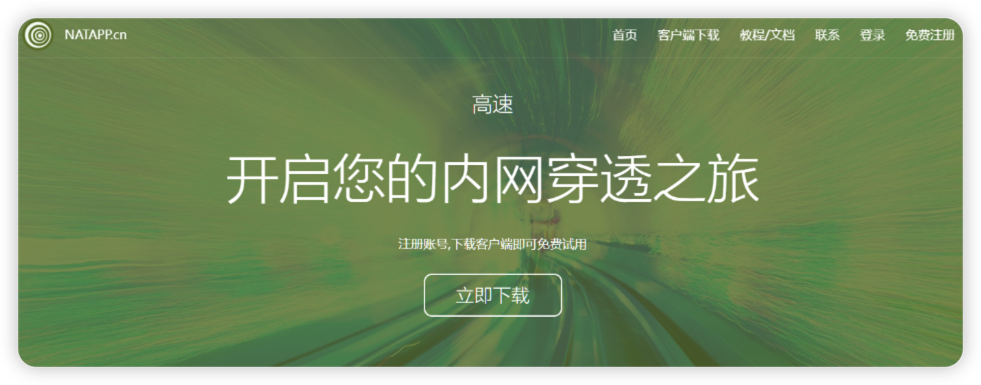 NATAPP.cn 首页 客户端下载 教程/文档 联系 登录 免费注册
高速
开启您的内网穿透之旅
注册账号,下载客户端即可免费试用
立即下载